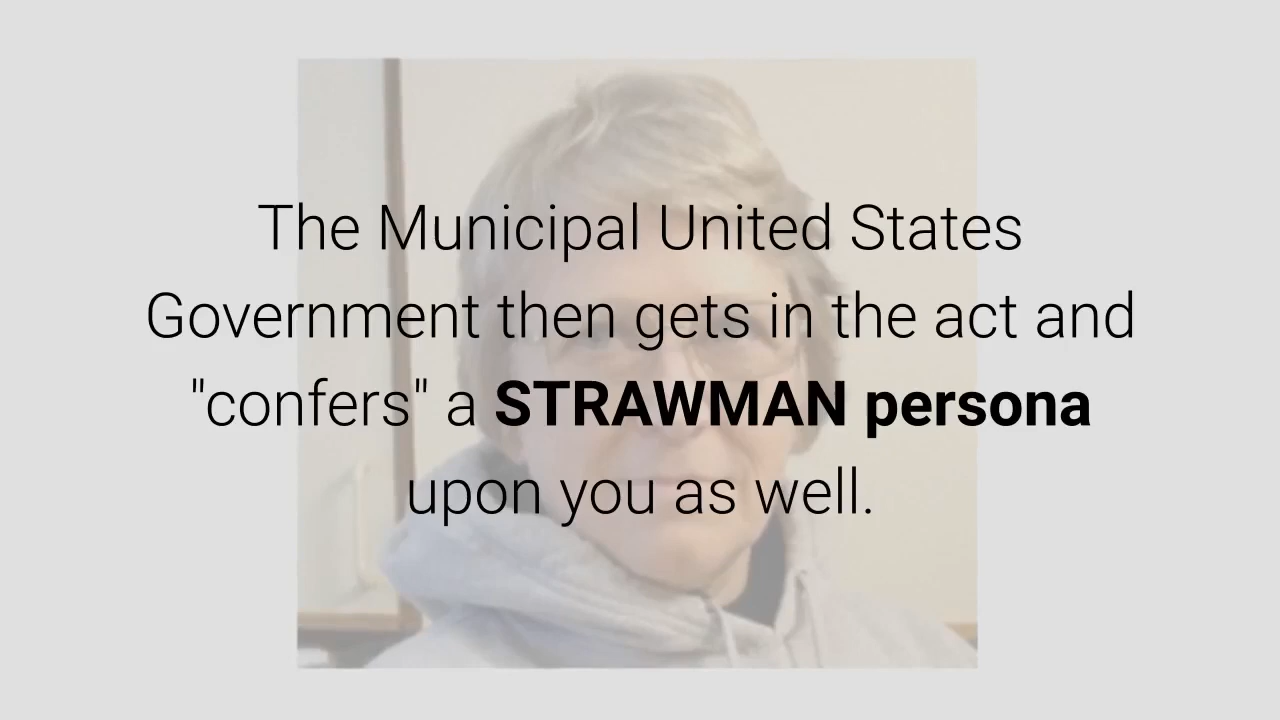 The Municipal United States
Government then gets in the act and
"confers" a STRAWMAN persona
upon you as well.